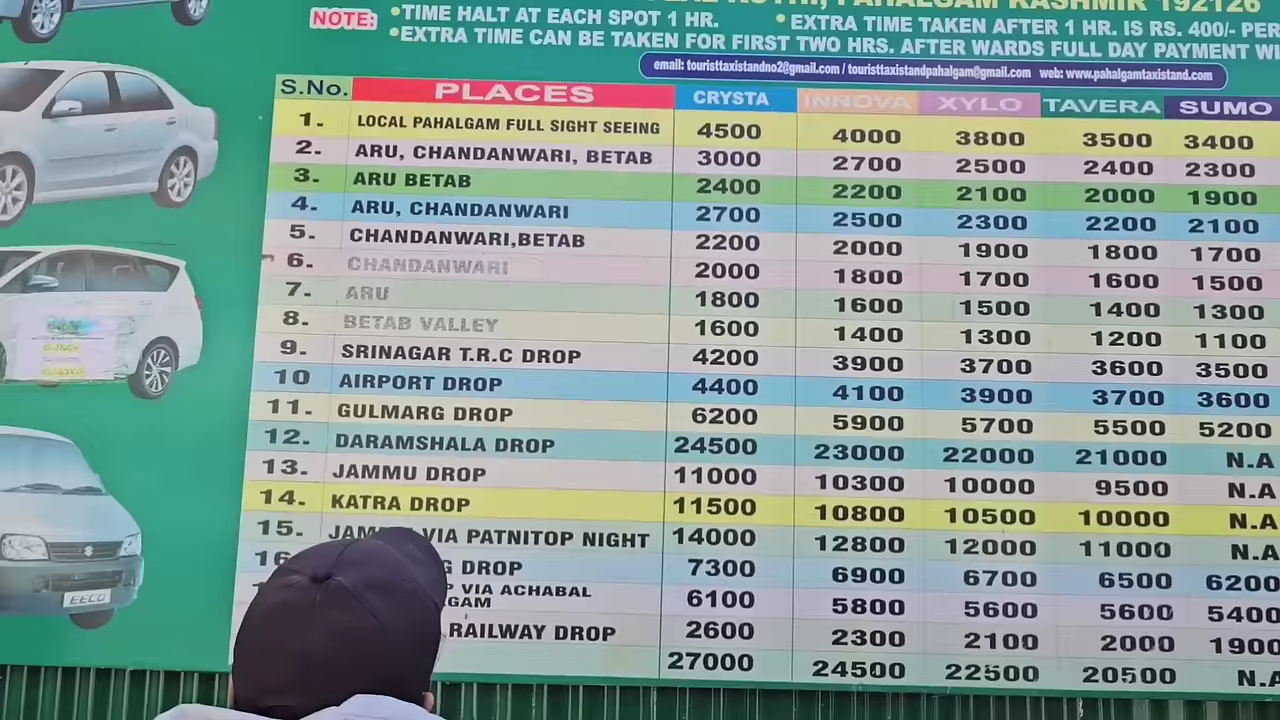 PAHALGAM KASHMIR 192126
NOTE: •TIME HALT AT EACH SPOT 1 HR. •EXTRA TIME TAKEN AFTER 1 HR. IS RS. 400/- PER
•EXTRA TIME CAN BE TAKEN FOR FIRST TWO HRS. AFTER WARDS FULL DAY PAYMENT WI
email: touristtaxistandno2@gmail.com / touristtaxistandpahalgam@gmail.com web: www.pahalgamtaxistand.com
S.No. PLACES CRYSTA INNOVA XYLO TAVERA SUMO
1. LOCAL PAHALGAM FULL SIGHT SEEING 4500 4000 3800 3500 3400
2. ARU, CHANDANWARI, BETAB 3000 2700 2500 2400 2300
3. ARU BETAB 2400 2200 2100 2000 1900
4. ARU, CHANDANWARI 2700 2500 2300 2200 2100
5. CHANDANWARI,BETAB 2200 2000 1900 1800 1700
6. CHANDANWARI 2000 1800 1700 1600 1500
7. ARU 1800 1600 1500 1400 1300
8. BETAB VALLEY 1600 1400 1300 1200 1100
9. SRINAGAR T.R.C DROP 4200 3900 3700 3600 3500
10 AIRPORT DROP 4400 4100 3900 3700 3600
11. GULMARG DROP 6200 5900 5700 5500 5200
12. DARAMSHALA DROP 24500 23000 22000 21000 N.A
13. JAMMU DROP 11000 10300 10000 9500 N.A
14. KATRA DROP 11500 10800 10500 10000 N.A
15. VIA PATNITOP NIGHT 14000 12800 12000 11000 N.A
16 G DROP 7300 6900 6700 6500 6200
P VIA ACHABAL
GAM 6100 5800 5600 5600 5400
RAILWAY DROP 2600 2300 2100 2000 1900
27000 24500 22500 20500 N.A
EECO